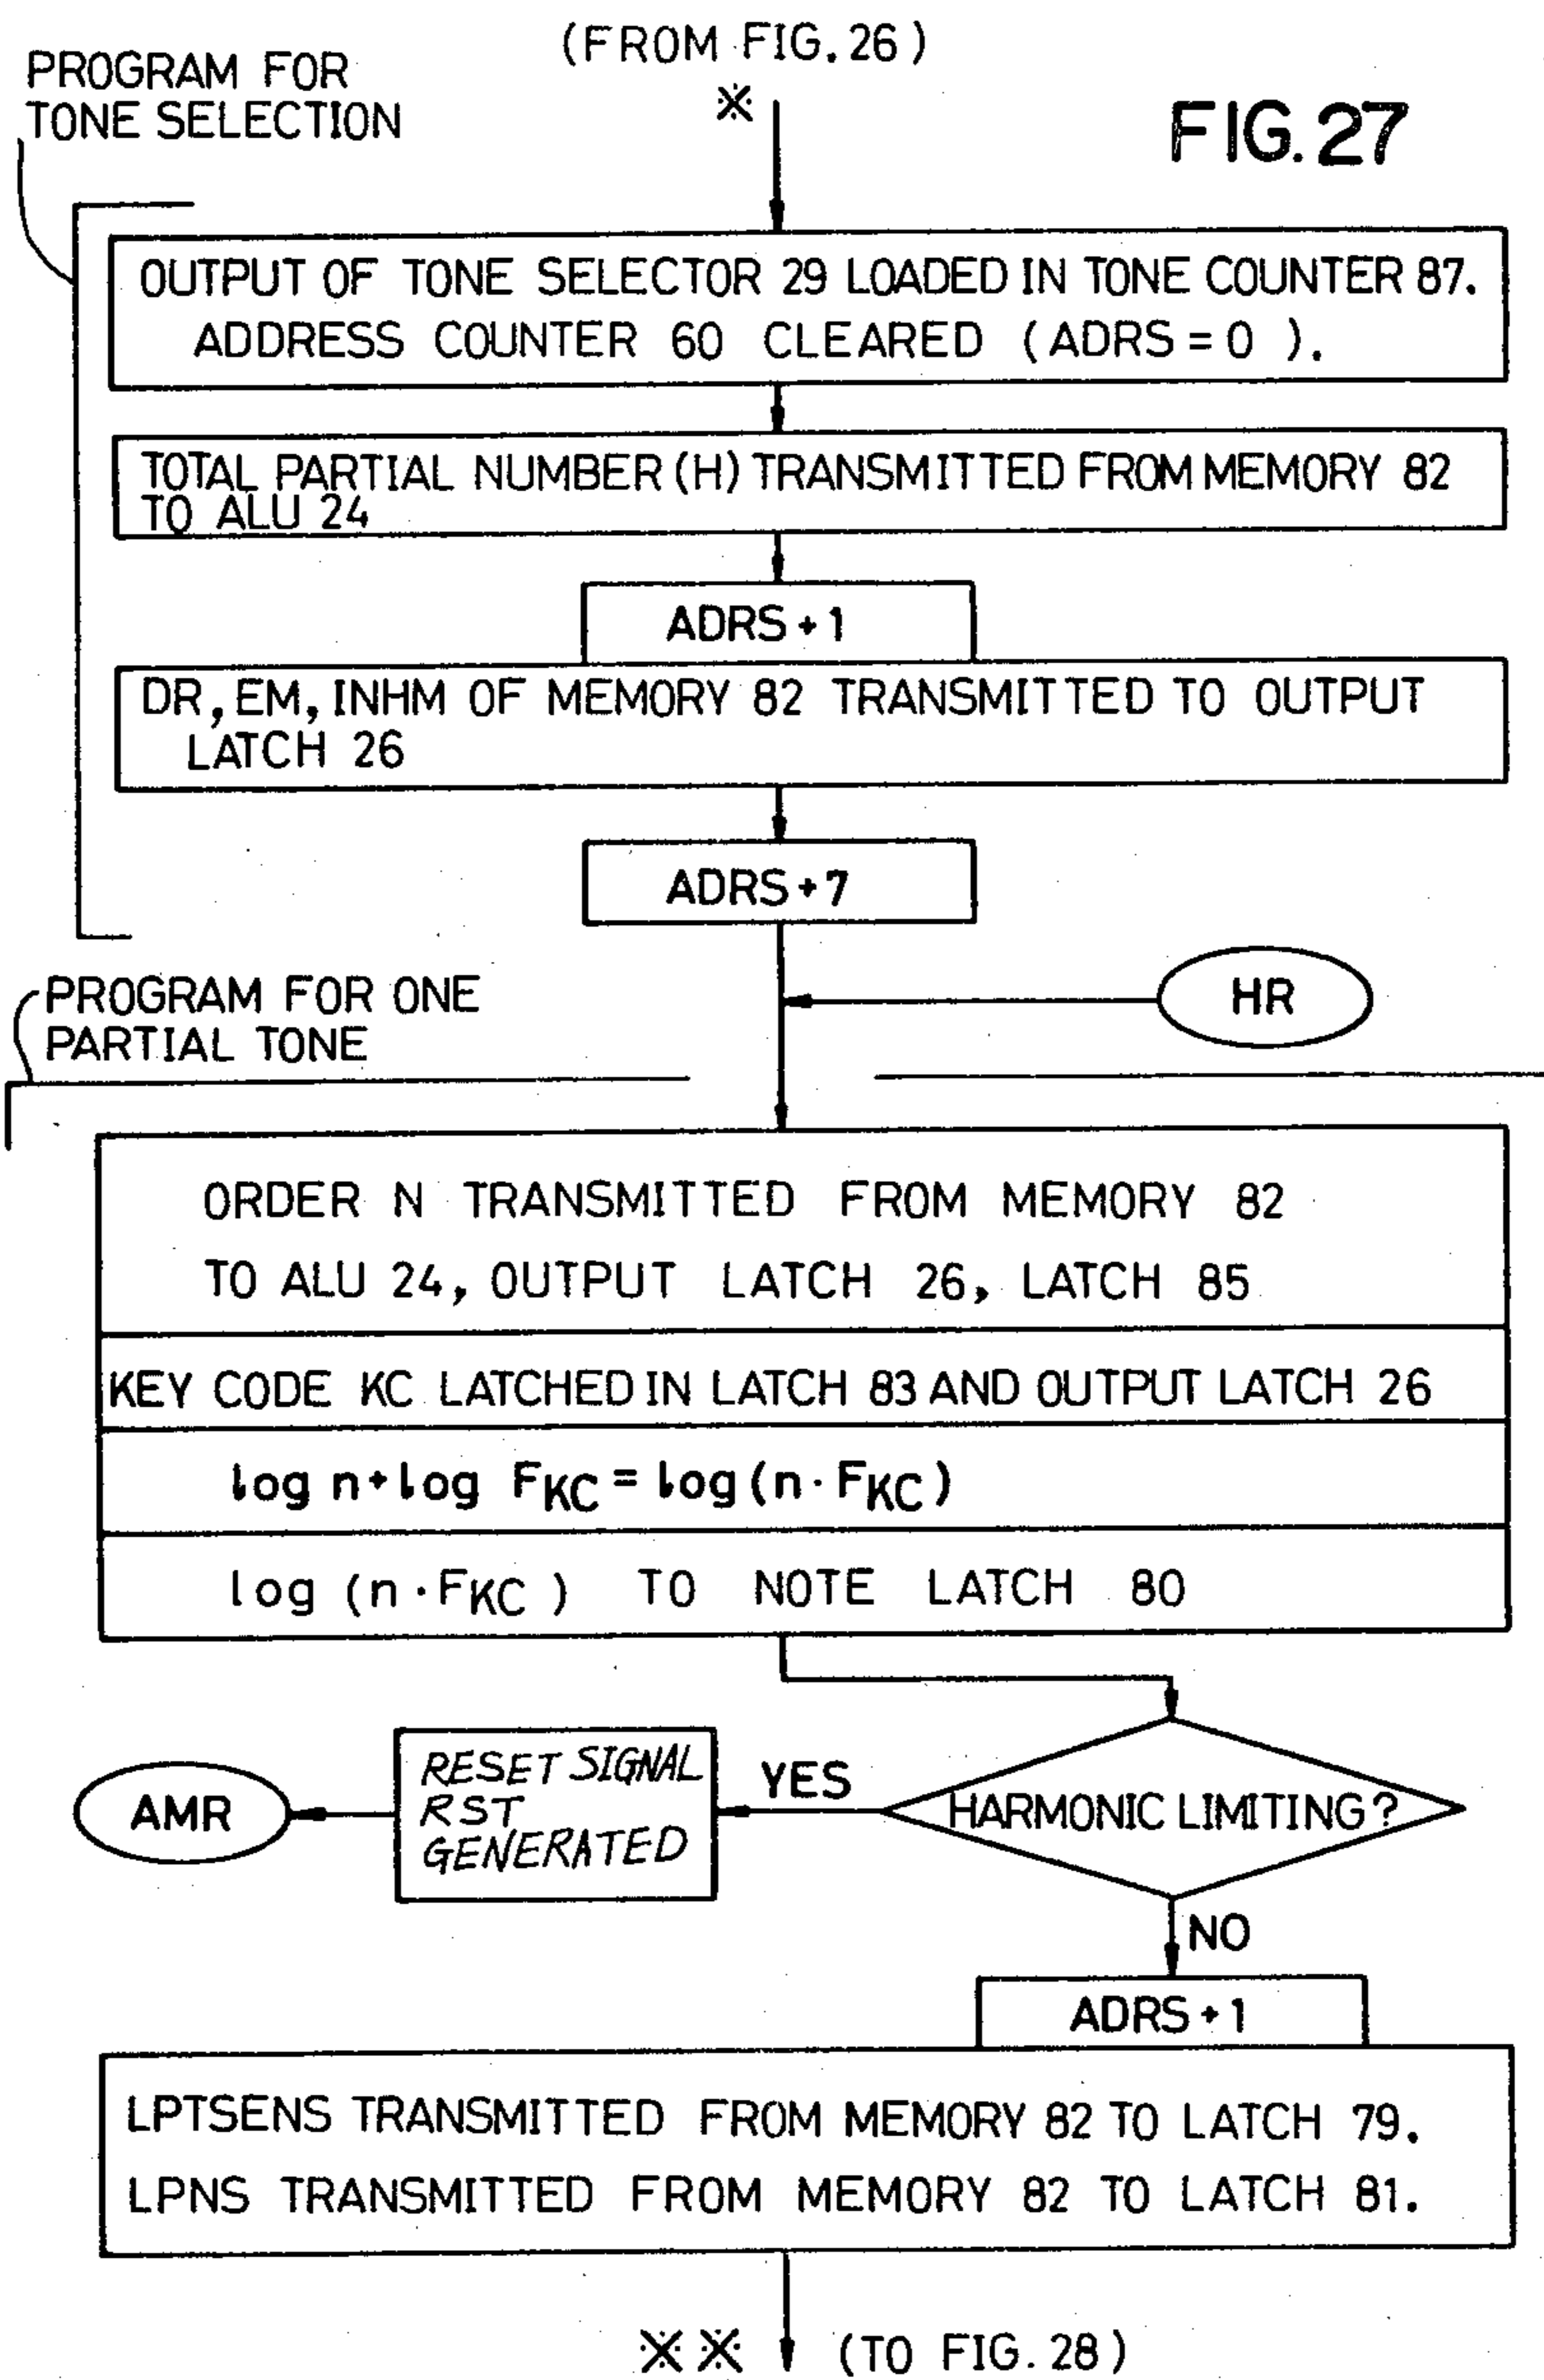 (FROM FIG. 26)
※
FIG. 27
PROGRAM FOR
TONE SELECTION
OUTPUT OF TONE SELECTOR 29 LOADED IN TONE COUNTER 87.
ADDRESS COUNTER 60 CLEARED (ADRS = 0 ).
TOTAL PARTIAL NUMBER (H) TRANSMITTED FROM MEMORY 82
TO ALU 24
ADRS + 1
DR, EM, INHM OF MEMORY 82 TRANSMITTED TO OUTPUT
LATCH 26
ADRS + 7
HR
PROGRAM FOR ONE
PARTIAL TONE
ORDER N TRANSMITTED FROM MEMORY 82
TO ALU 24, OUTPUT LATCH 26, LATCH 85
KEY CODE KC LATCHED IN LATCH 83 AND OUTPUT LATCH 26
log n + log FKC = log (n · FKC)
log (n · FKC ) TO NOTE LATCH 80
HARMONIC LIMITING ?
YES
RESET SIGNAL
RST
GENERATED
AMR
NO
ADRS + 1
LPTSENS TRANSMITTED FROM MEMORY 82 TO LATCH 79.
LPNS TRANSMITTED FROM MEMORY 82 TO LATCH 81.
※※ (TO FIG. 28)